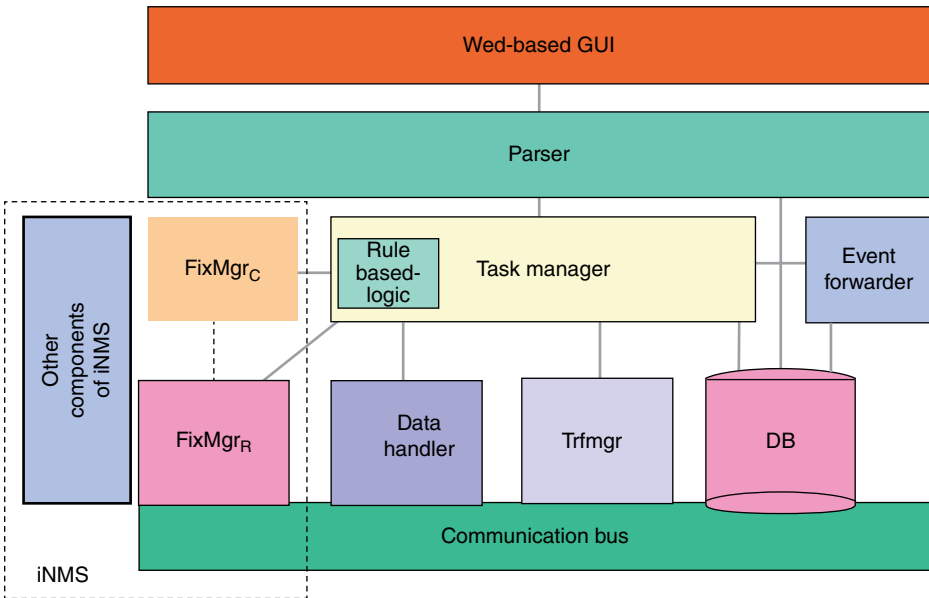 Wed-based GUI
Parser
Other
components
of iNMS
FixMgrC
Rule
based-
logic
Task manager
Event
forwarder
FixMgrR
Data
handler
Trfmgr
DB
Communication bus
iNMS